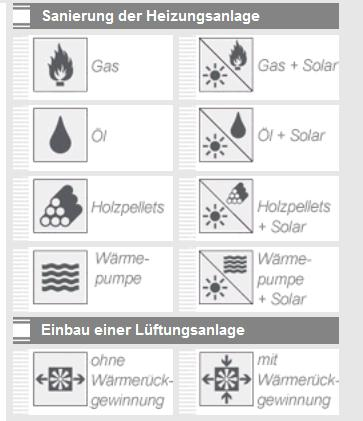 Sanierung der Heizungsanlage
Gas
Gas + Solar
Öl
Öl + Solar
Holzpellets
Holzpellets
+ Solar
Wärme-
pumpe
Wärme-
pumpe
+ Solar
Einbau einer Lüftungsanlage
ohne
Wärmerück-
gewinnung
mit
Wärmerück-
gewinnung